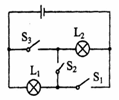 S₃ L₂
S₂
L₁ S₁